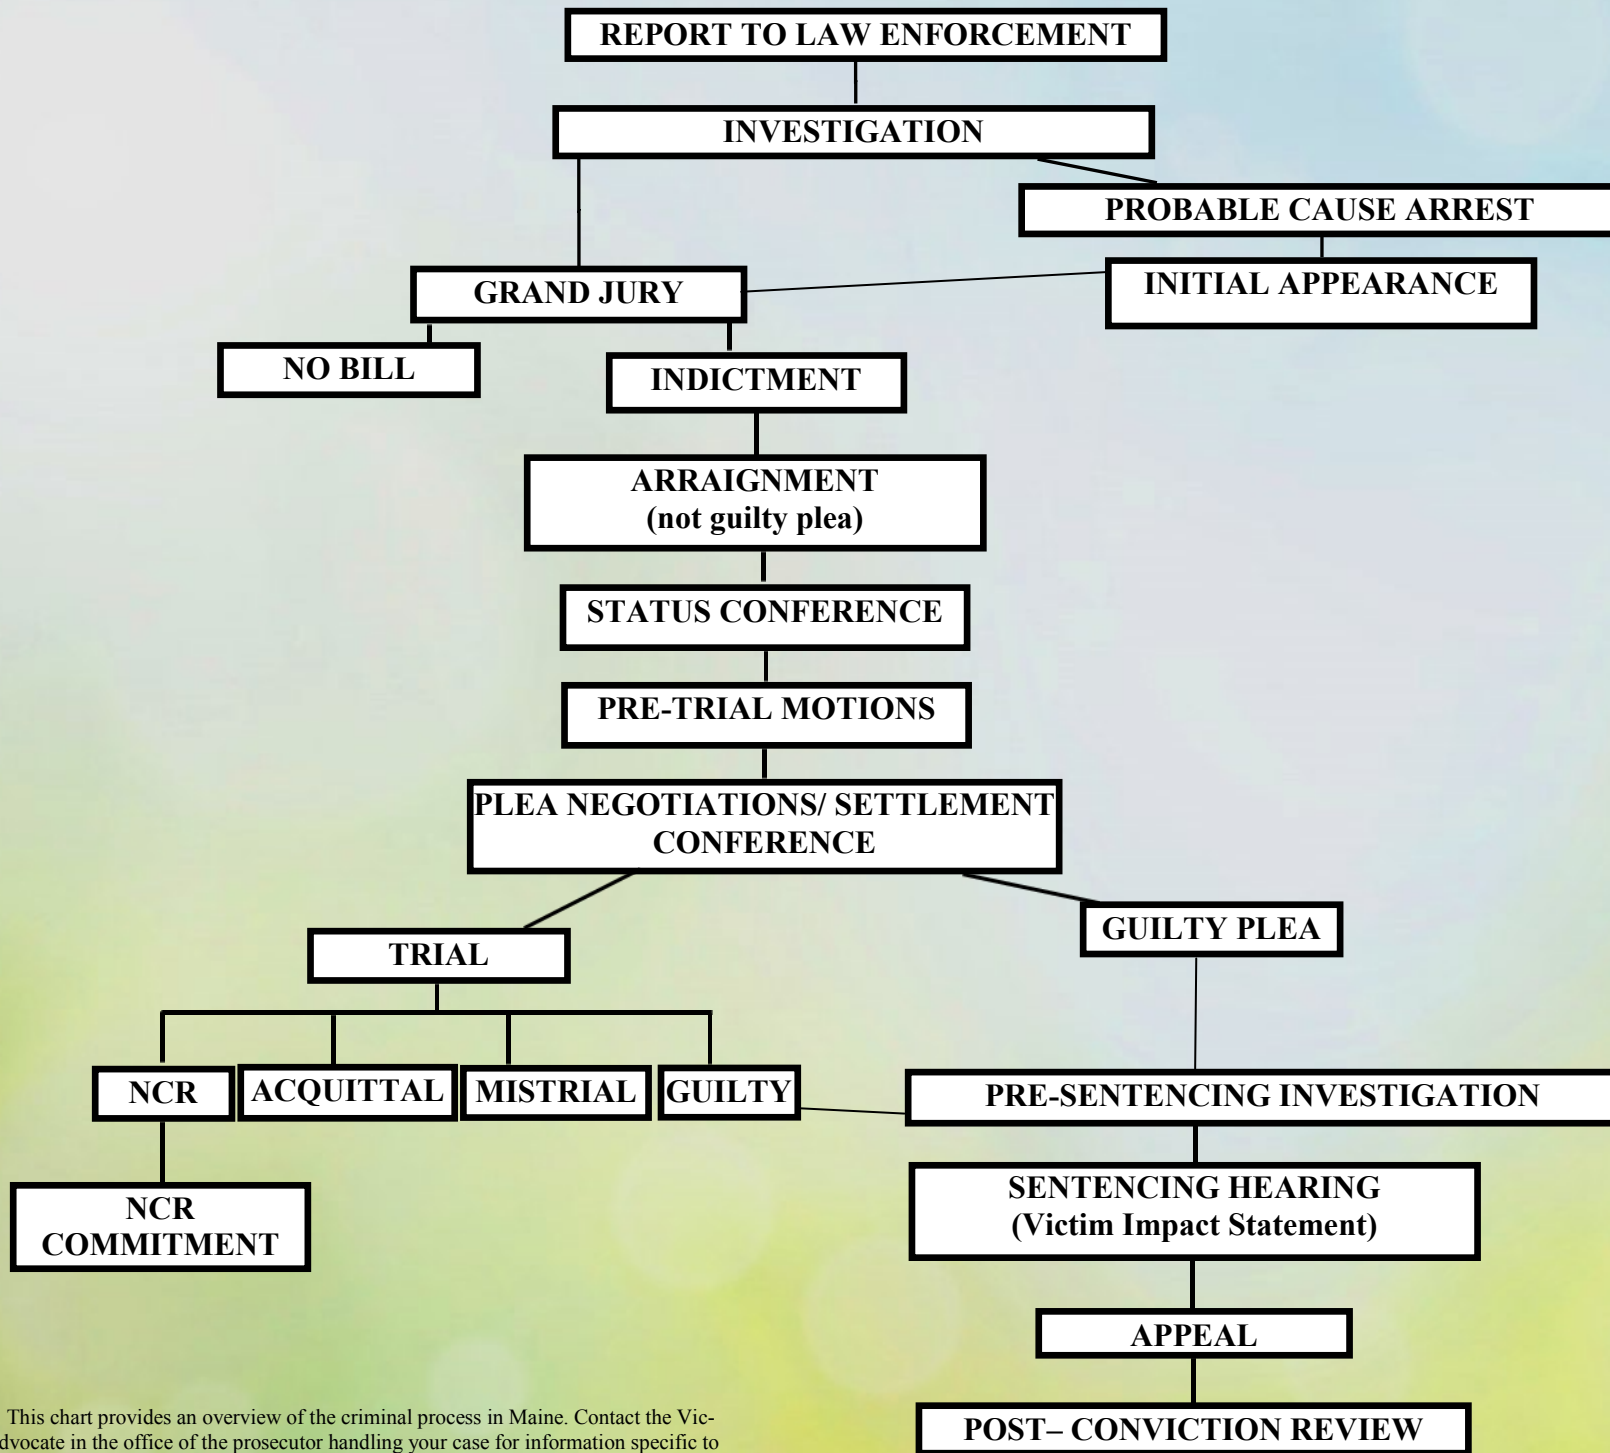 REPORT TO LAW ENFORCEMENT
INVESTIGATION
PROBABLE CAUSE ARREST
GRAND JURY
INITIAL APPEARANCE
NO BILL
INDICTMENT
ARRAIGNMENT
(not guilty plea)
STATUS CONFERENCE
PRE-TRIAL MOTIONS
PLEA NEGOTIATIONS/ SETTLEMENT
CONFERENCE
TRIAL
GUILTY PLEA
NCR
ACQUITTAL
MISTRIAL
GUILTY
PRE-SENTENCING INVESTIGATION
NCR
COMMITMENT
SENTENCING HEARING
(Victim Impact Statement)
APPEAL
POST– CONVICTION REVIEW
This chart provides an overview of the criminal process in Maine. Contact the Vic-
dvocate in the office of the prosecutor handling your case for information specific to